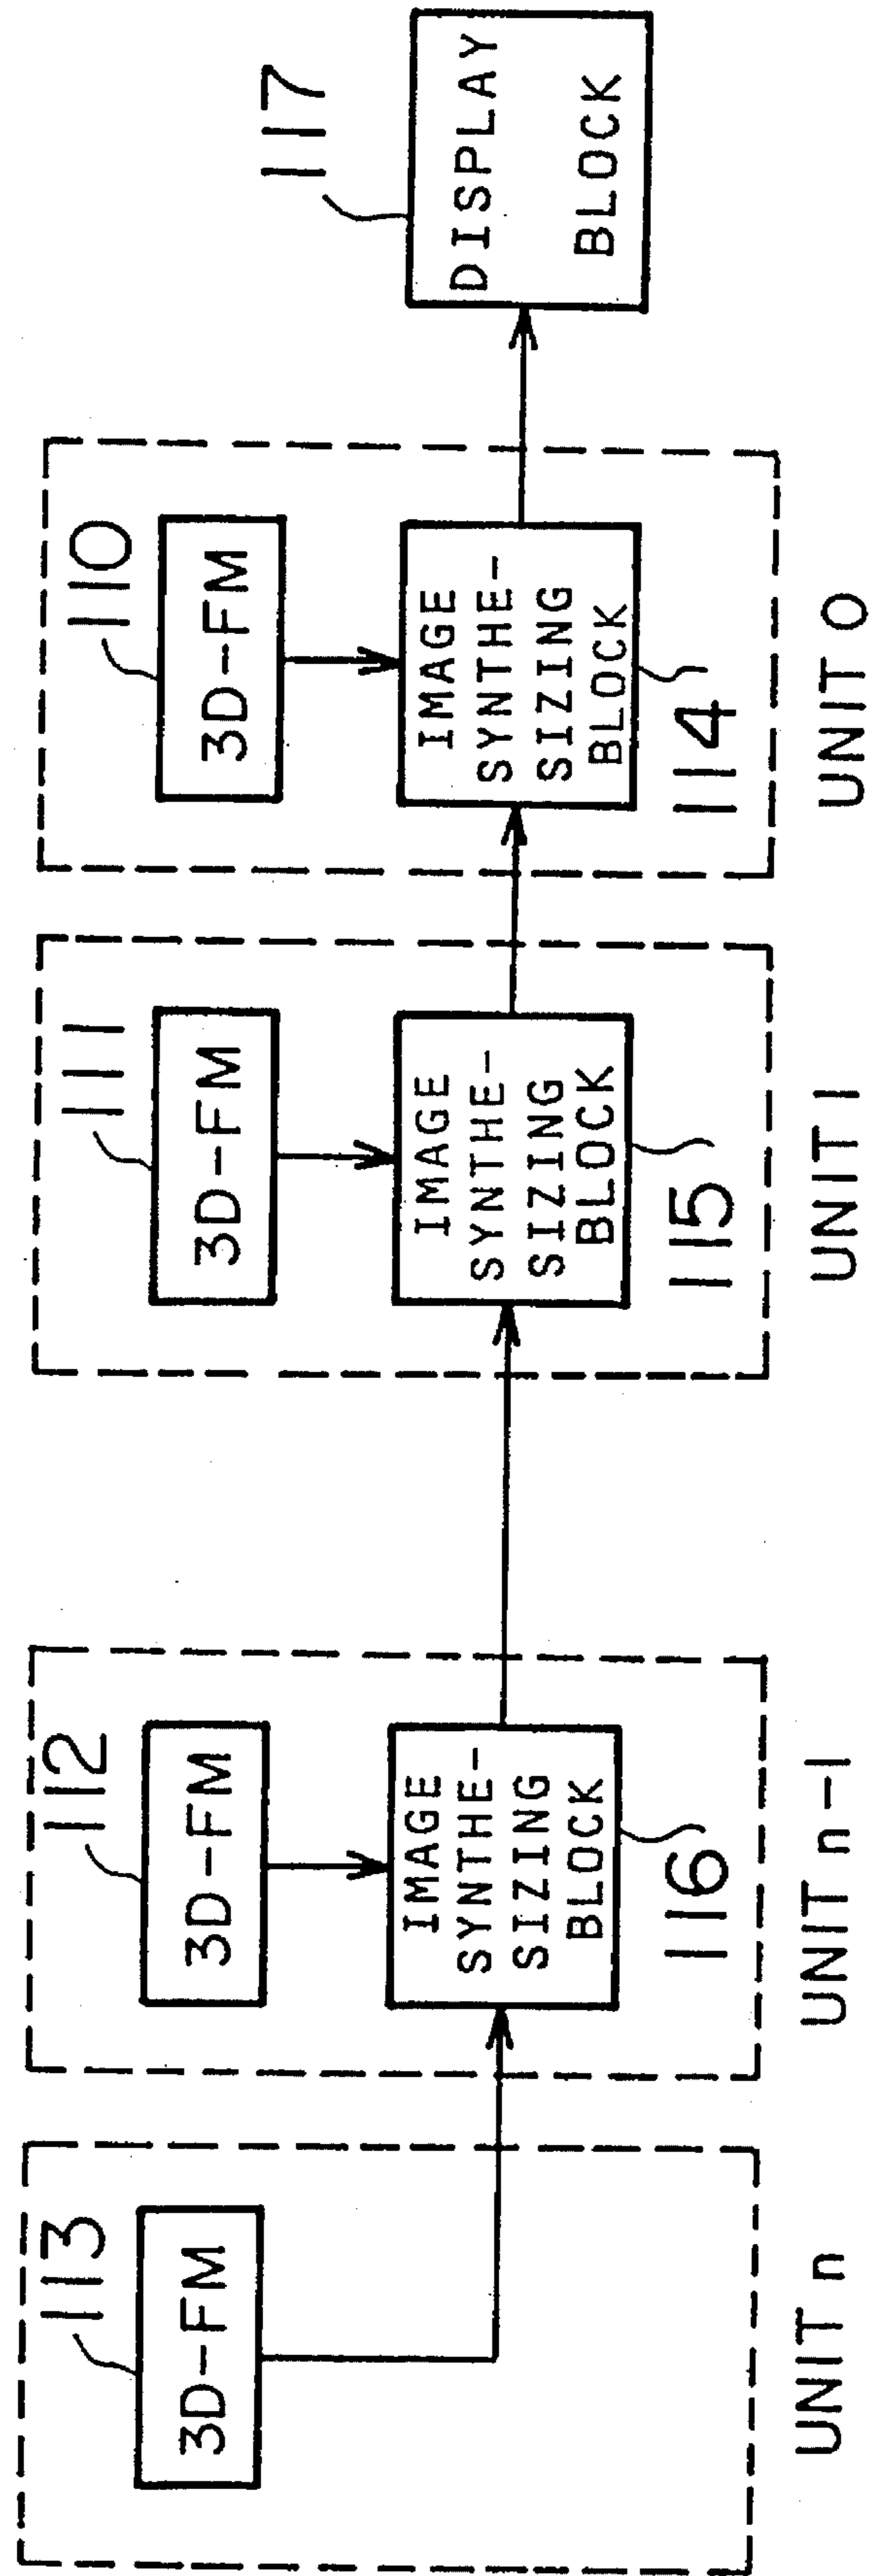 113
3D-FM
UNIT n
112
3D-FM
IMAGE
SYNTHE-
SIZING
BLOCK
116
UNIT n-1
111
3D-FM
IMAGE
SYNTHE-
SIZING
BLOCK
115
UNIT 1
110
3D-FM
IMAGE
SYNTHE-
SIZING
BLOCK
114
UNIT 0
117
DISPLAY
BLOCK